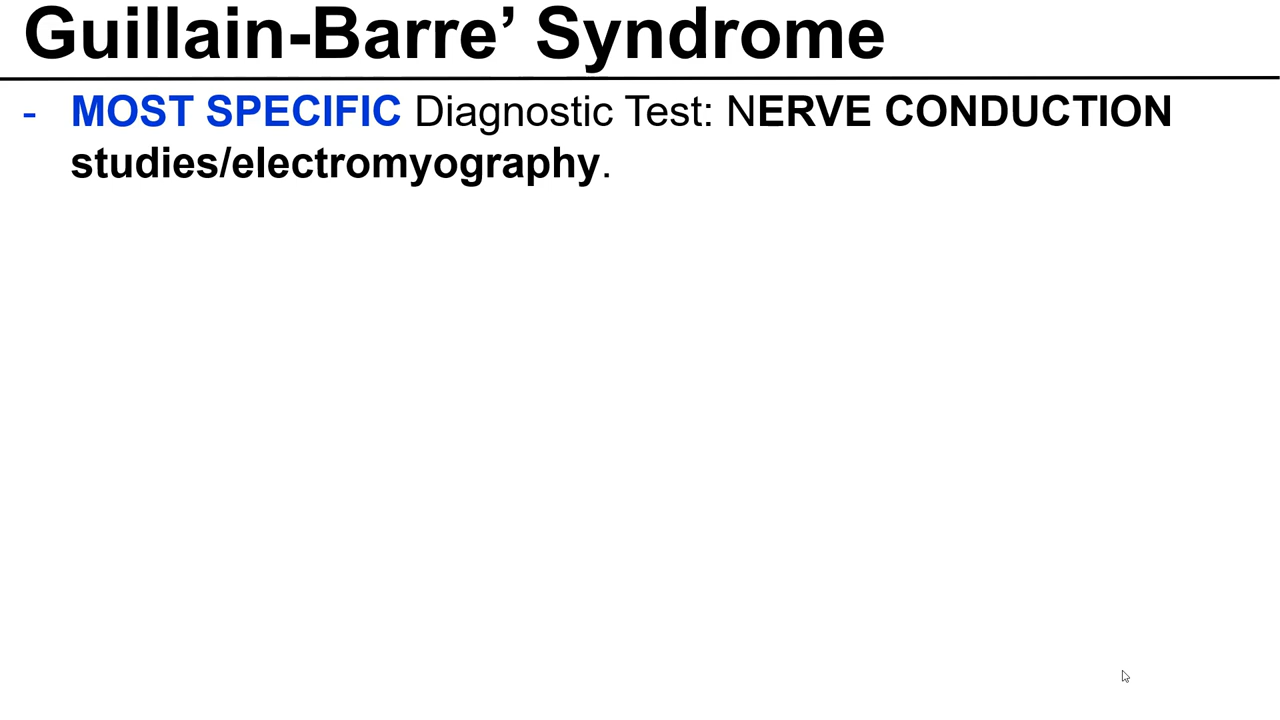 Guillain-Barre’ Syndrome
- MOST SPECIFIC Diagnostic Test: NERVE CONDUCTION
studies/electromyography.